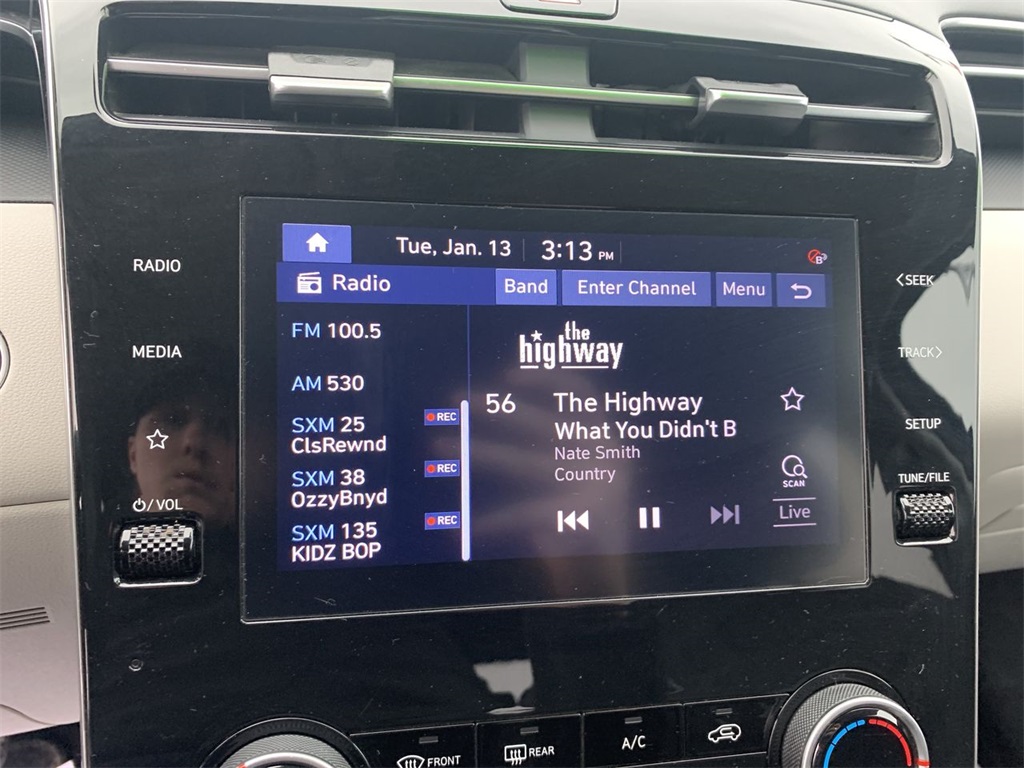 Tue, Jan. 13 3:13 PM
Radio Band Enter Channel Menu
FM 100.5
AM 530
SXM 25 REC
ClsRewnd
SXM 38 REC
OzzyBnyd
SXM 135 REC
KIDZ BOP
the
highway
56 The Highway
What You Didn't B
Nate Smith
Country
SCAN
Live
RADIO
MEDIA
VOL
SEEK
TRACK
SETUP
TUNE/FILE
FRONT
REAR
A/C